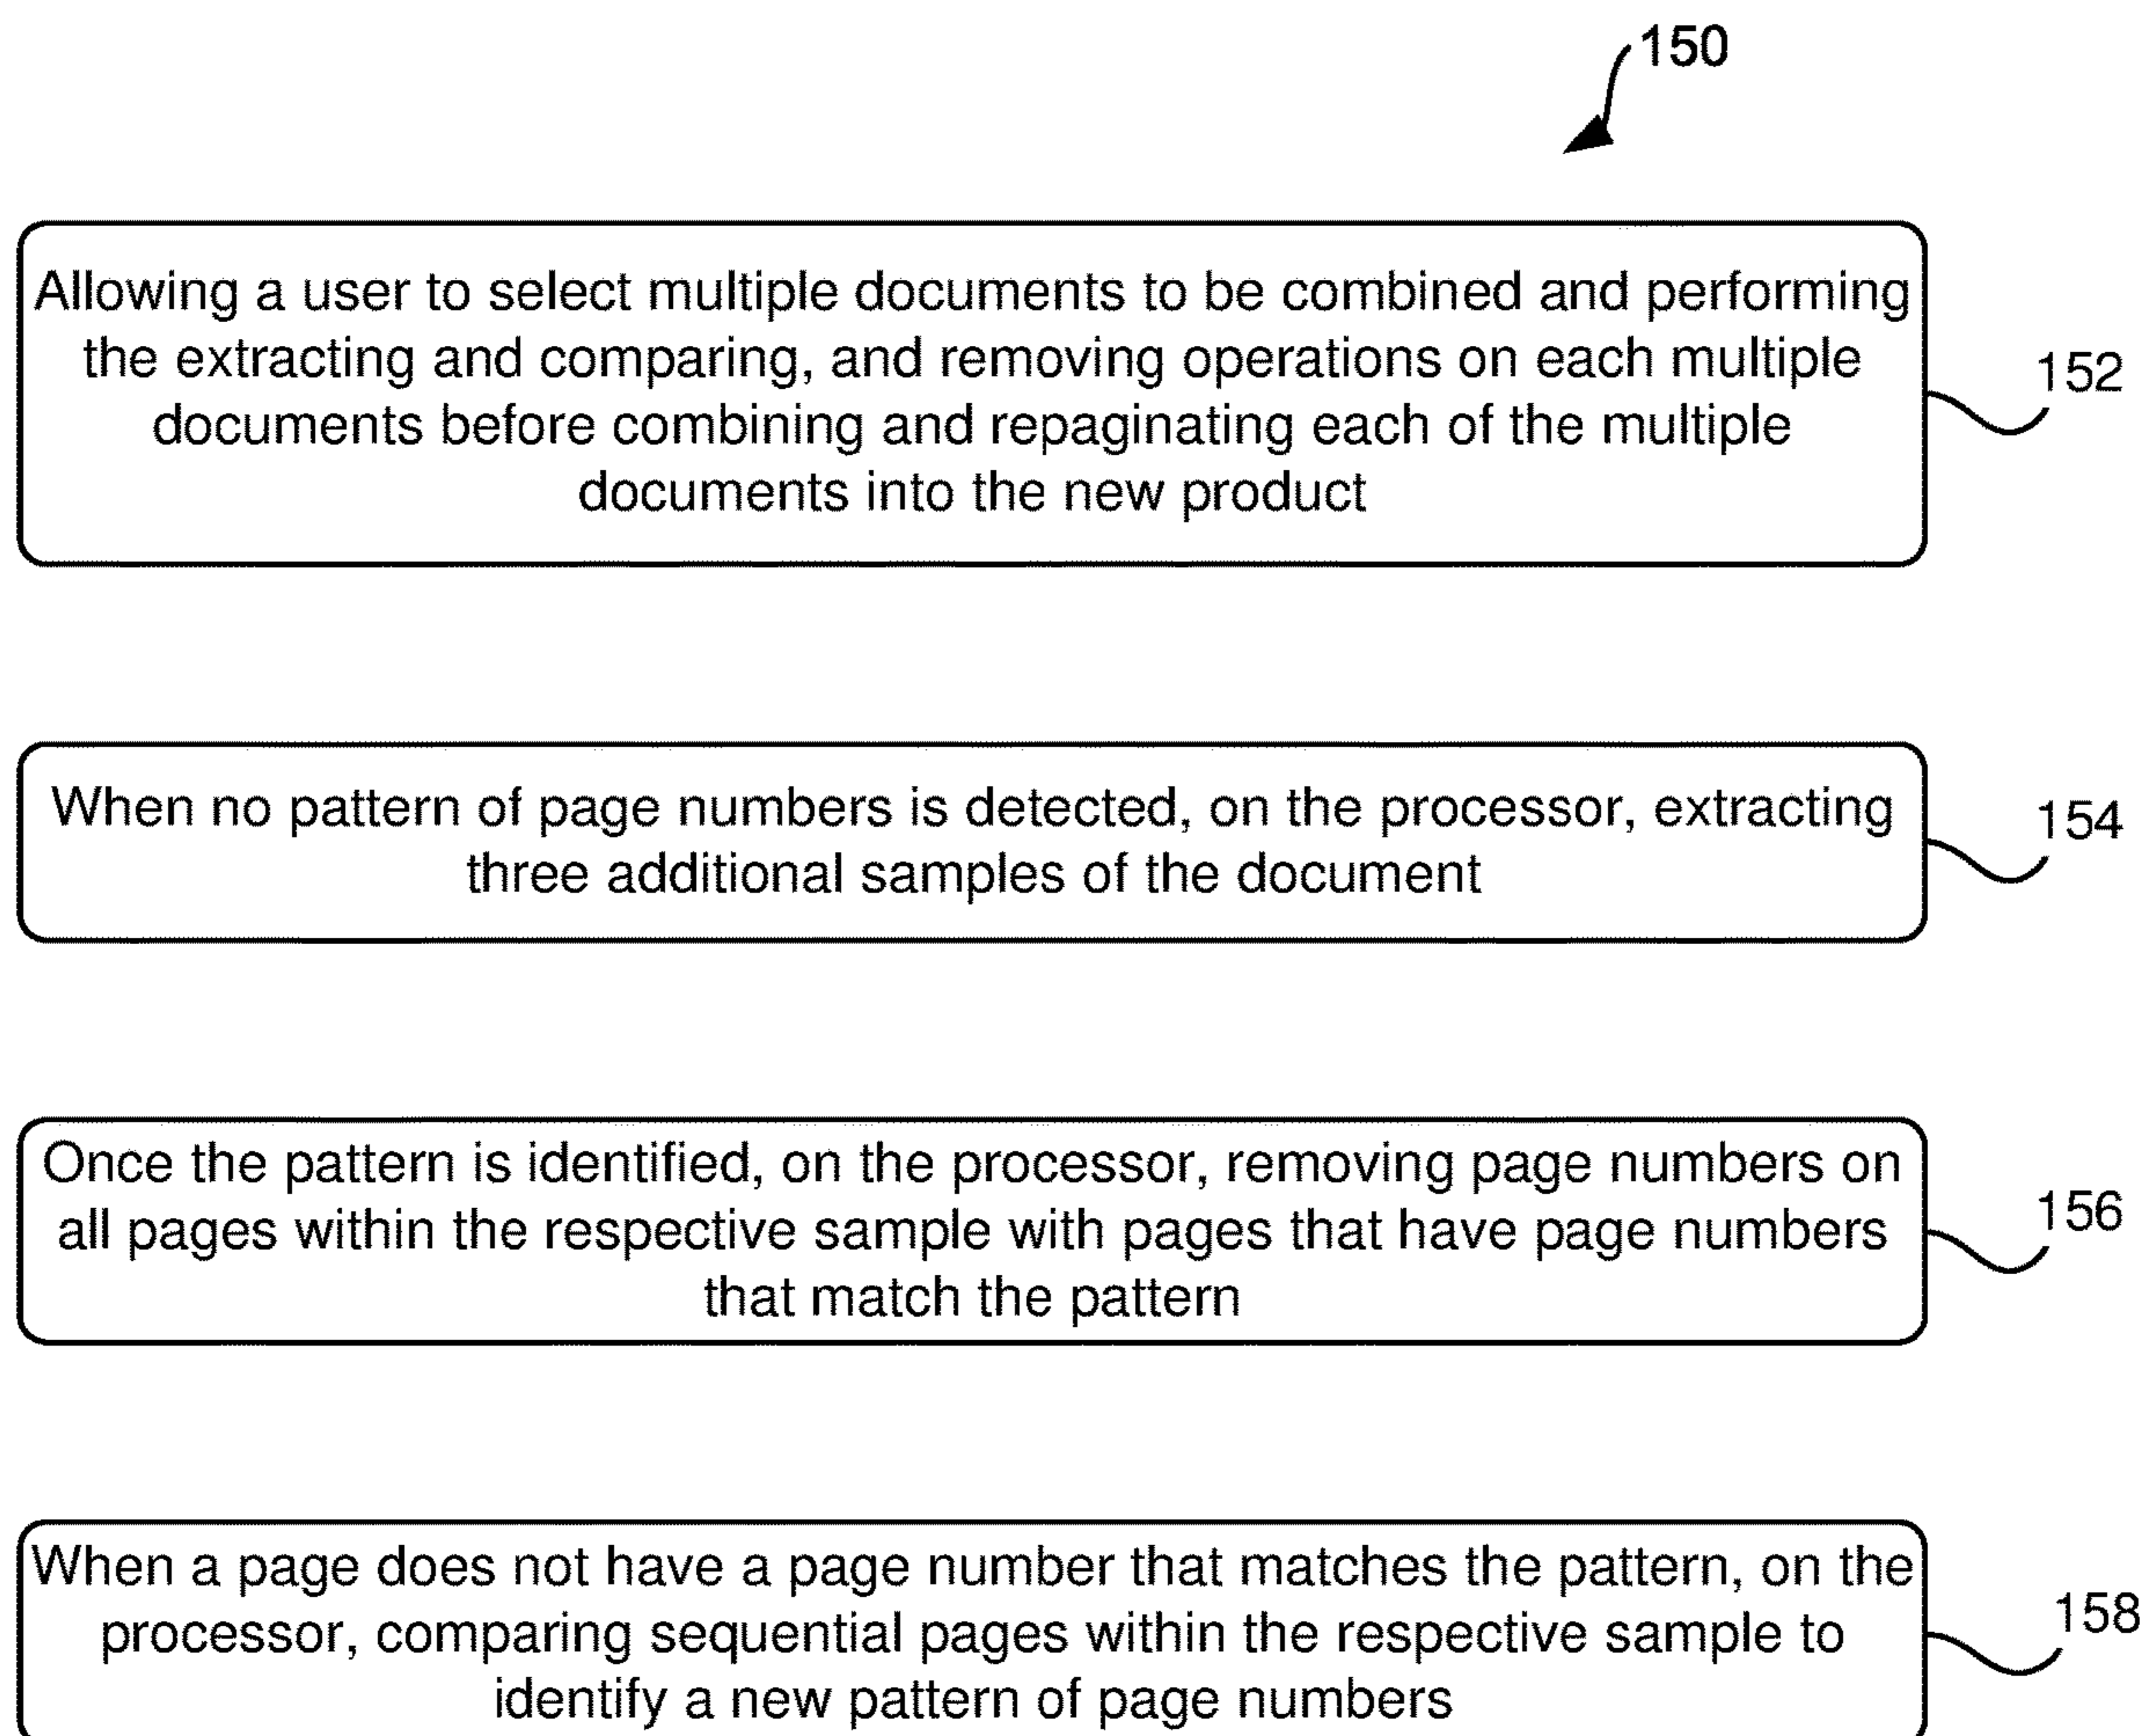 150
Allowing a user to select multiple documents to be combined and performing
the extracting and comparing, and removing operations on each multiple
documents before combining and repaginating each of the multiple
documents into the new product
152
When no pattern of page numbers is detected, on the processor, extracting
three additional samples of the document
154
Once the pattern is identified, on the processor, removing page numbers on
all pages within the respective sample with pages that have page numbers
that match the pattern
156
When a page does not have a page number that matches the pattern, on the
processor, comparing sequential pages within the respective sample to
identify a new pattern of page numbers
158